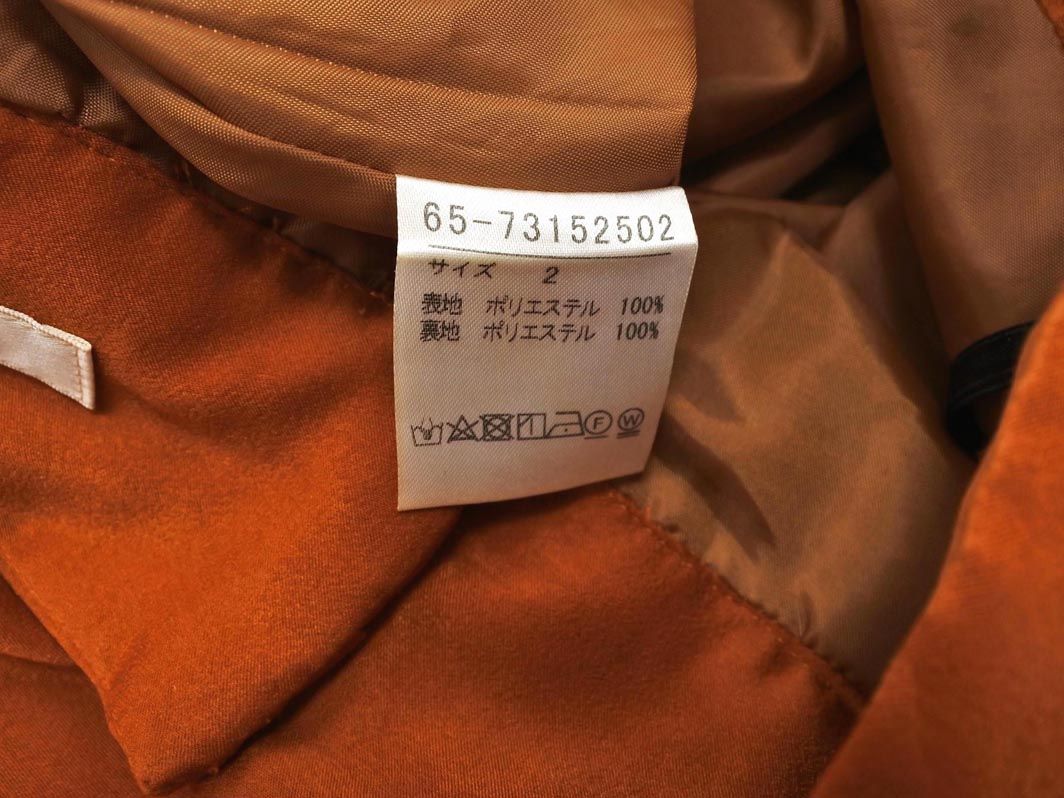 65-73152502
サイズ 2
表地 ポリエステル 100%
裏地 ポリエステル 100%
F W